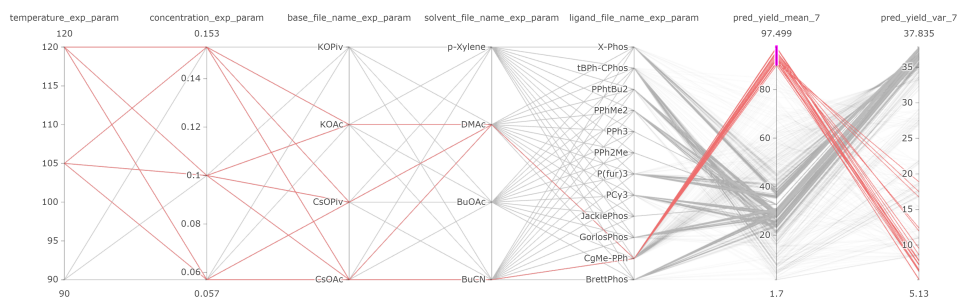 temperature_exp_param concentration_exp_param base_file_name_exp_param solvent_file_name_exp_param ligand_file_name_exp_param pred_yield_mean_7 pred_yield_var_7
120 0.153 97.499 37.835
120 KOPiv p-Xylene X-Phos
0.14 tBPh-CPhos 35
115 PPhtBu2 80
30
110 0.12 KOAc DMAc PPhMe2
PPh3 60 25
105 PPh2Me
0.1 P(fur)3 20
40
100 CsOPiv BuOAc PCy3
JackiePhos 15
95 0.08 GorlosPhos 20
CgMe-PPh 10
0.06
90 CsOAc BuCN BrettPhos
90 0.057 1.7 5.13